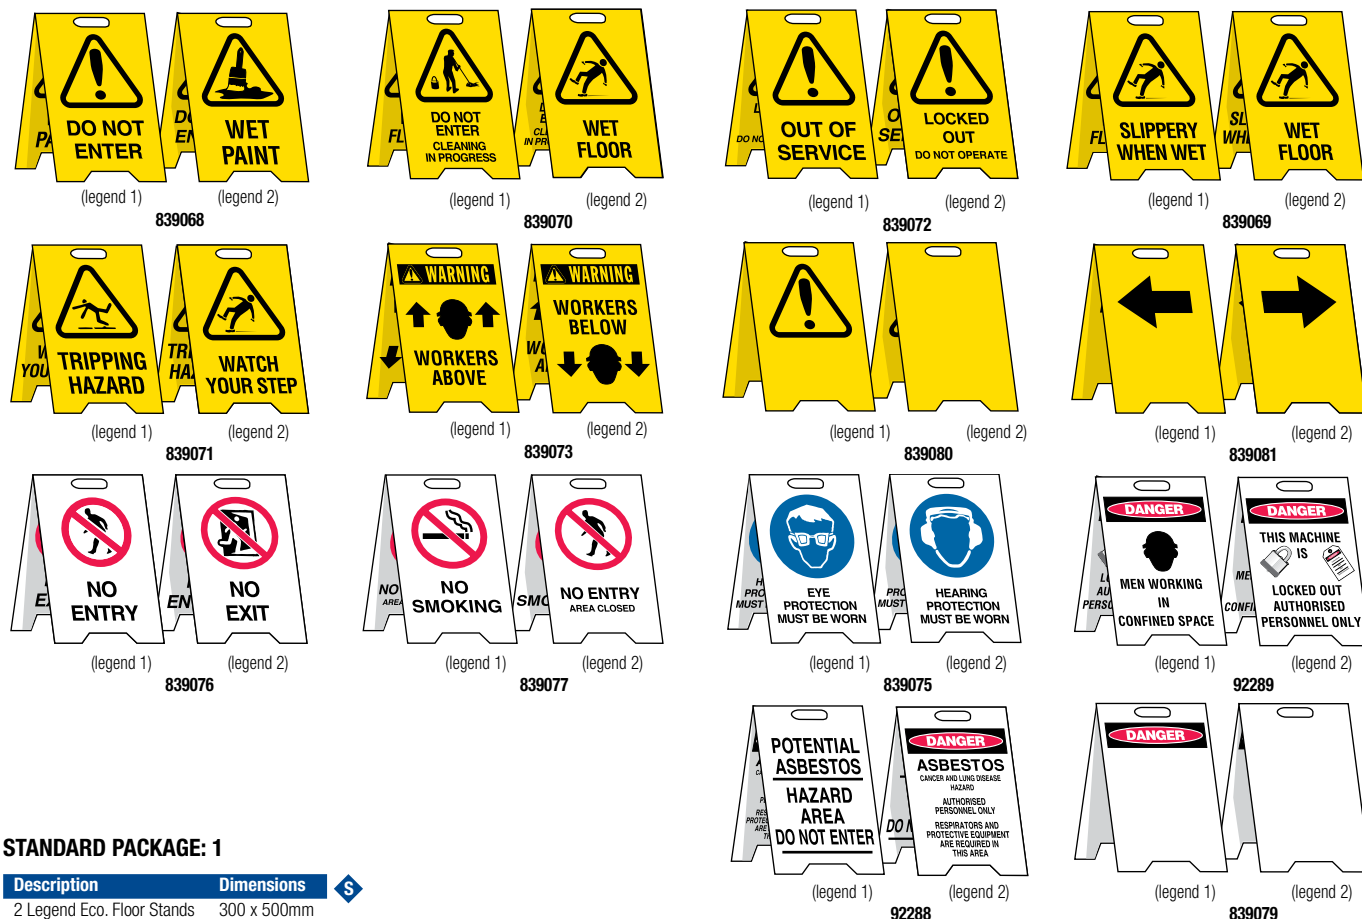 DO NOT
ENTER
WET
PAINT
(legend 1)
(legend 2)
839068
DO NOT
ENTER
CLEANING
IN PROGRESS
WET
FLOOR
(legend 1)
(legend 2)
839070
OUT OF
SERVICE
LOCKED
OUT
DO NOT OPERATE
(legend 1)
(legend 2)
839072
SLIPPERY
WHEN WET
WET
FLOOR
(legend 1)
(legend 2)
839069
TRIPPING
HAZARD
WATCH
YOUR STEP
(legend 1)
(legend 2)
839071
WARNING
WORKERS
ABOVE
WARNING
WORKERS
BELOW
(legend 1)
(legend 2)
839073
(legend 1)
(legend 2)
839080
(legend 1)
(legend 2)
839081
NO
ENTRY
NO
EXIT
(legend 1)
(legend 2)
839076
NO
SMOKING
NO ENTRY
AREA CLOSED
(legend 1)
(legend 2)
839077
EYE
PROTECTION
MUST BE WORN
HEARING
PROTECTION
MUST BE WORN
(legend 1)
(legend 2)
839075
DANGER
MEN WORKING
IN
CONFINED SPACE
DANGER
THIS MACHINE
IS
LOCKED OUT
AUTHORISED
PERSONNEL ONLY
(legend 1)
(legend 2)
92289
POTENTIAL
ASBESTOS
HAZARD
AREA
DO NOT ENTER
DANGER
ASBESTOS
CANCER AND LUNG DISEASE
HAZARD
AUTHORISED
PERSONNEL ONLY
RESPIRATORS AND
PROTECTIVE EQUIPMENT
ARE REQUIRED IN
THIS AREA
(legend 1)
(legend 2)
92288
DANGER
(legend 1)
(legend 2)
839079
STANDARD PACKAGE: 1
Description Dimensions
S
2 Legend Eco. Floor Stands 300 x 500mm